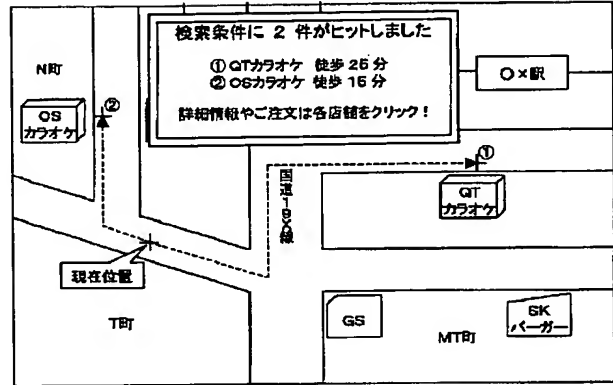 検索条件に 2 件がヒットしました
① QTカラオケ 徒歩 25 分
② OSカラオケ 徒歩 15 分
詳細情報やご注文は各店舗をクリック！
N町
○×駅
②
OS
カラオケ
①
QT
カラオケ
現在位置
T町
GS
MT町
SK
バーガー